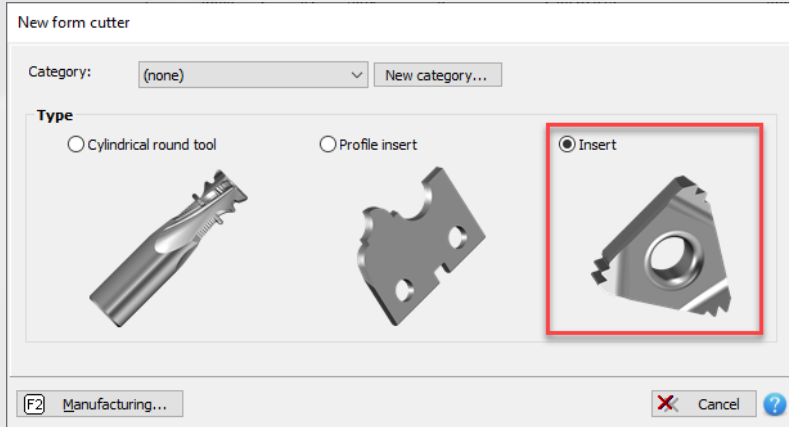 New form cutter
Category: (none) New category...
Type
Cylindrical round tool Profile insert Insert
F2 Manufacturing... Cancel ?